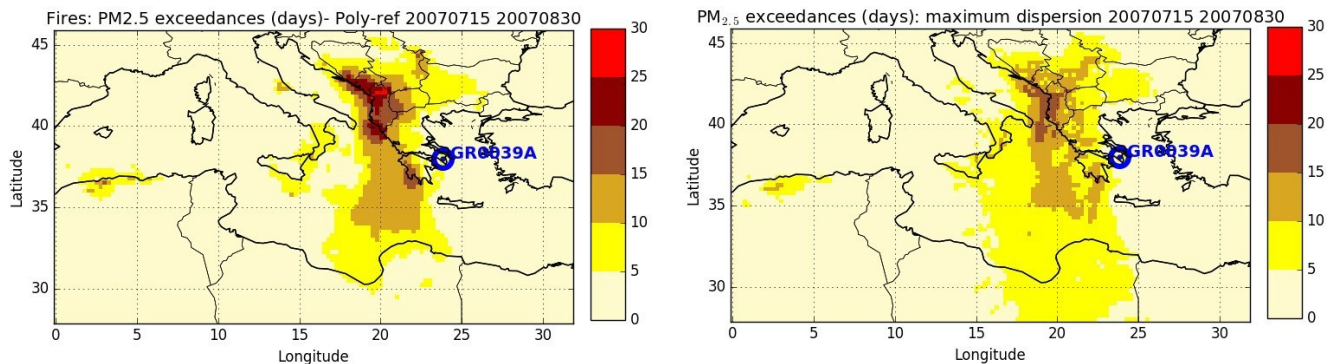 Fires: PM2.5 exceedances (days)- Poly-ref 20070715 20070830
45
40
35
30
Latitude
0 5 10 15 20 25 30
Longitude
GR0039A
30
25
20
15
10
5
0
PM2.5 exceedances (days): maximum dispersion 20070715 20070830
45
40
35
30
Latitude
0 5 10 15 20 25 30
Longitude
GR0039A
30
25
20
15
10
5
0